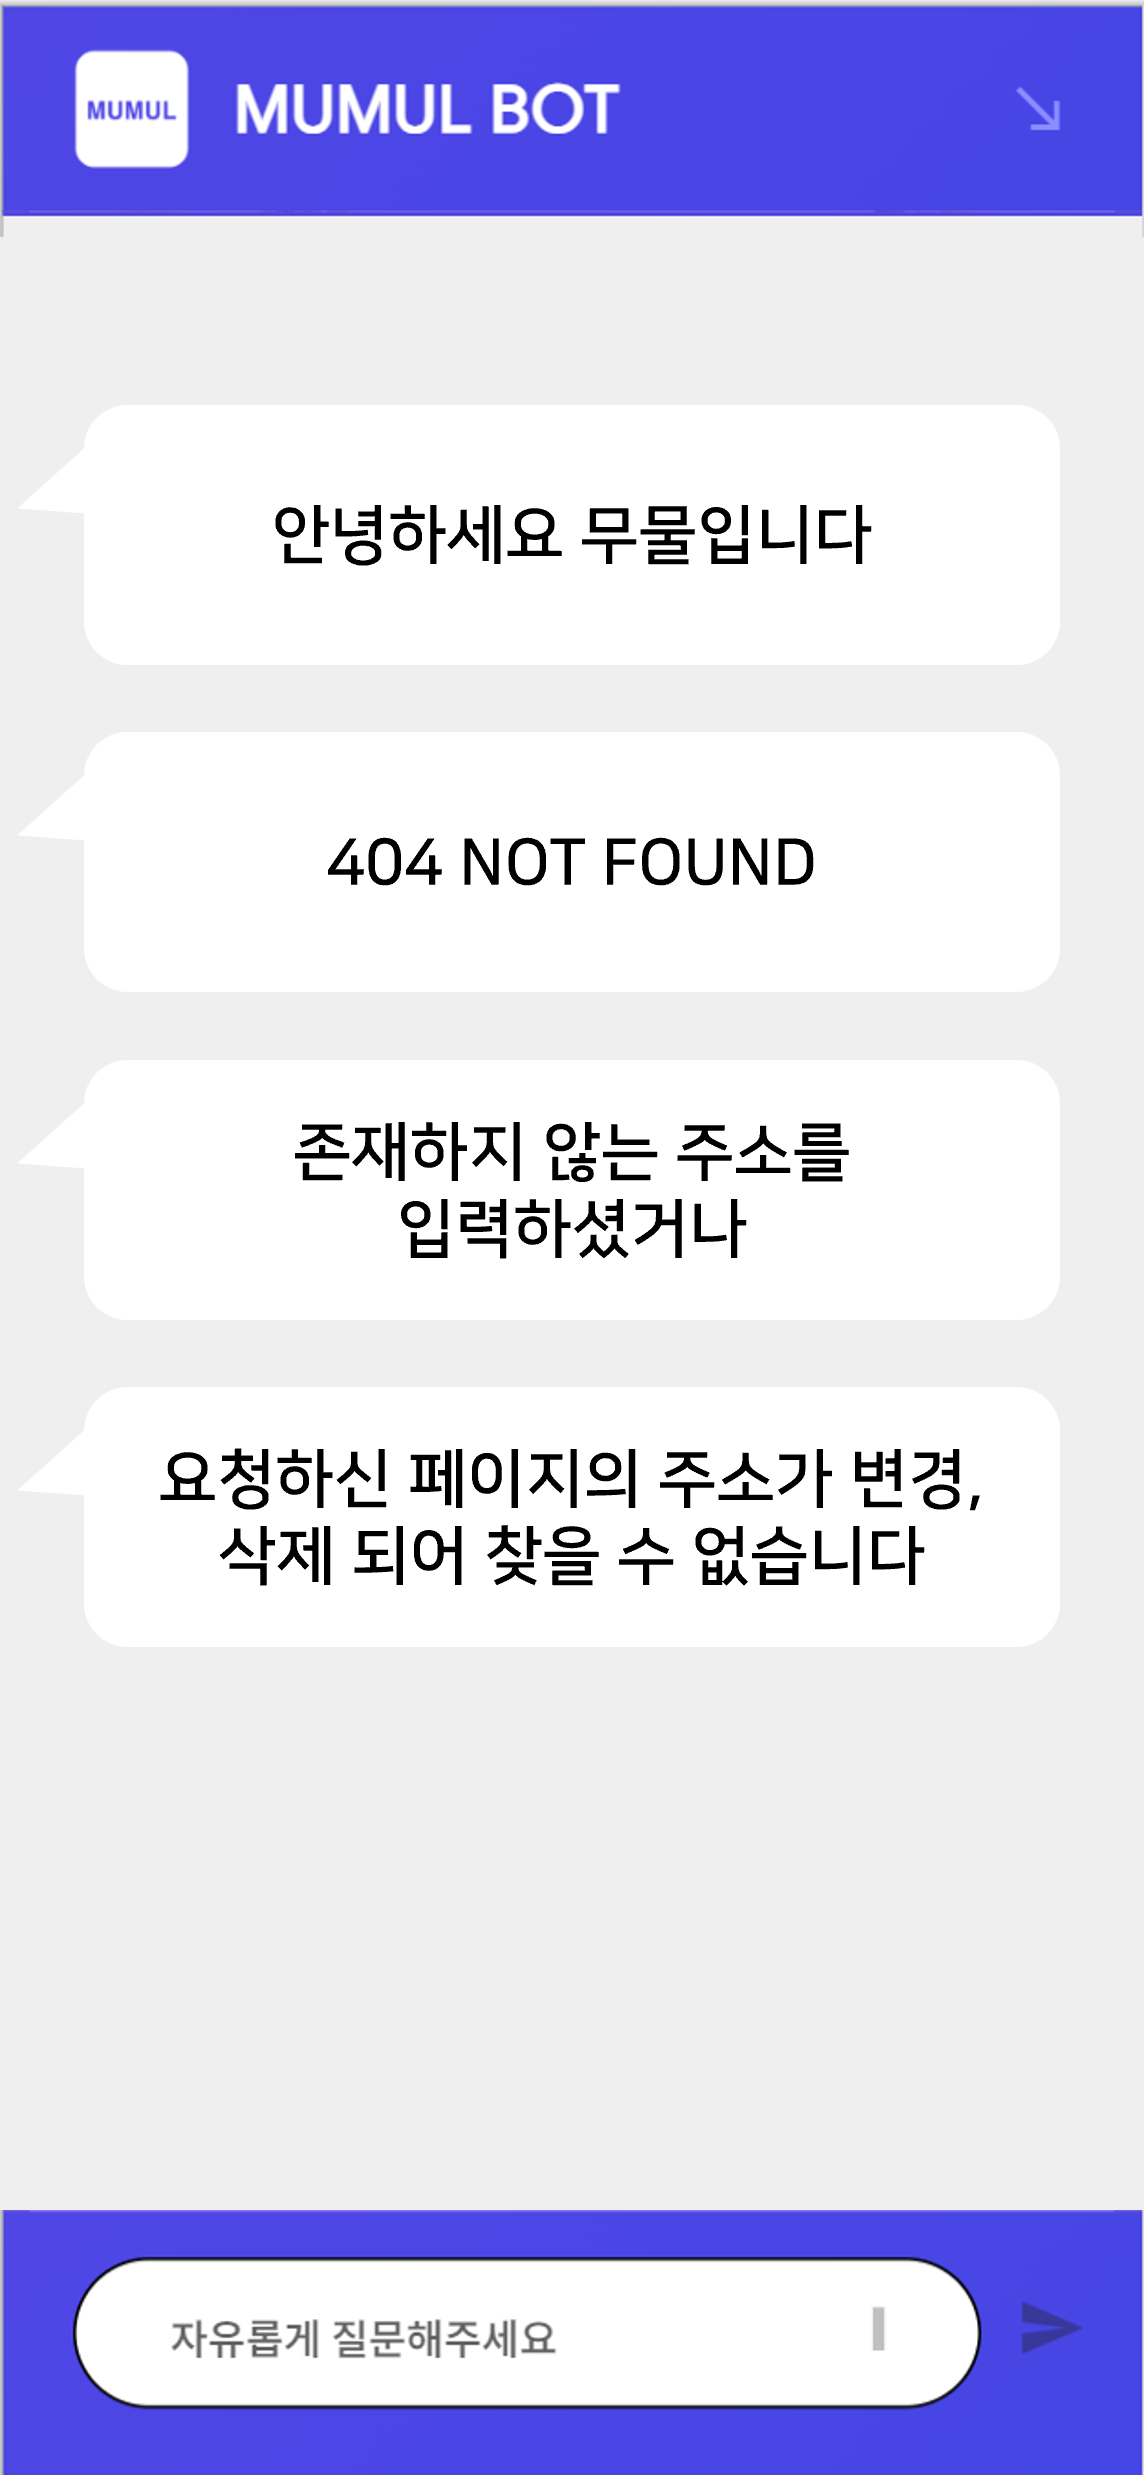 MUMUL
MUMUL BOT
안녕하세요 무물입니다
404 NOT FOUND
존재하지 않는 주소를
입력하셨거나
요청하신 페이지의 주소가 변경,
삭제 되어 찾을 수 없습니다
자유롭게 질문해주세요